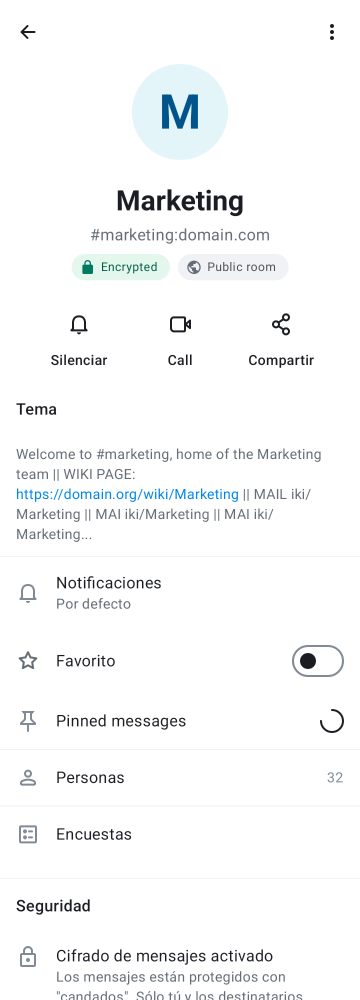 M
Marketing
#marketing:domain.com
Encrypted
Public room
Silenciar
Call
Compartir
Tema
Welcome to #marketing, home of the Marketing
team || WIKI PAGE:
https://domain.org/wiki/Marketing || MAIL iki/
Marketing || MAI iki/Marketing || MAI iki/
Marketing...
Notificaciones
Por defecto
Favorito
Pinned messages
Personas
32
Encuestas
Seguridad
Cifrado de mensajes activado
Los mensajes están protegidos con
"candados". Sólo tú y los destinatarios